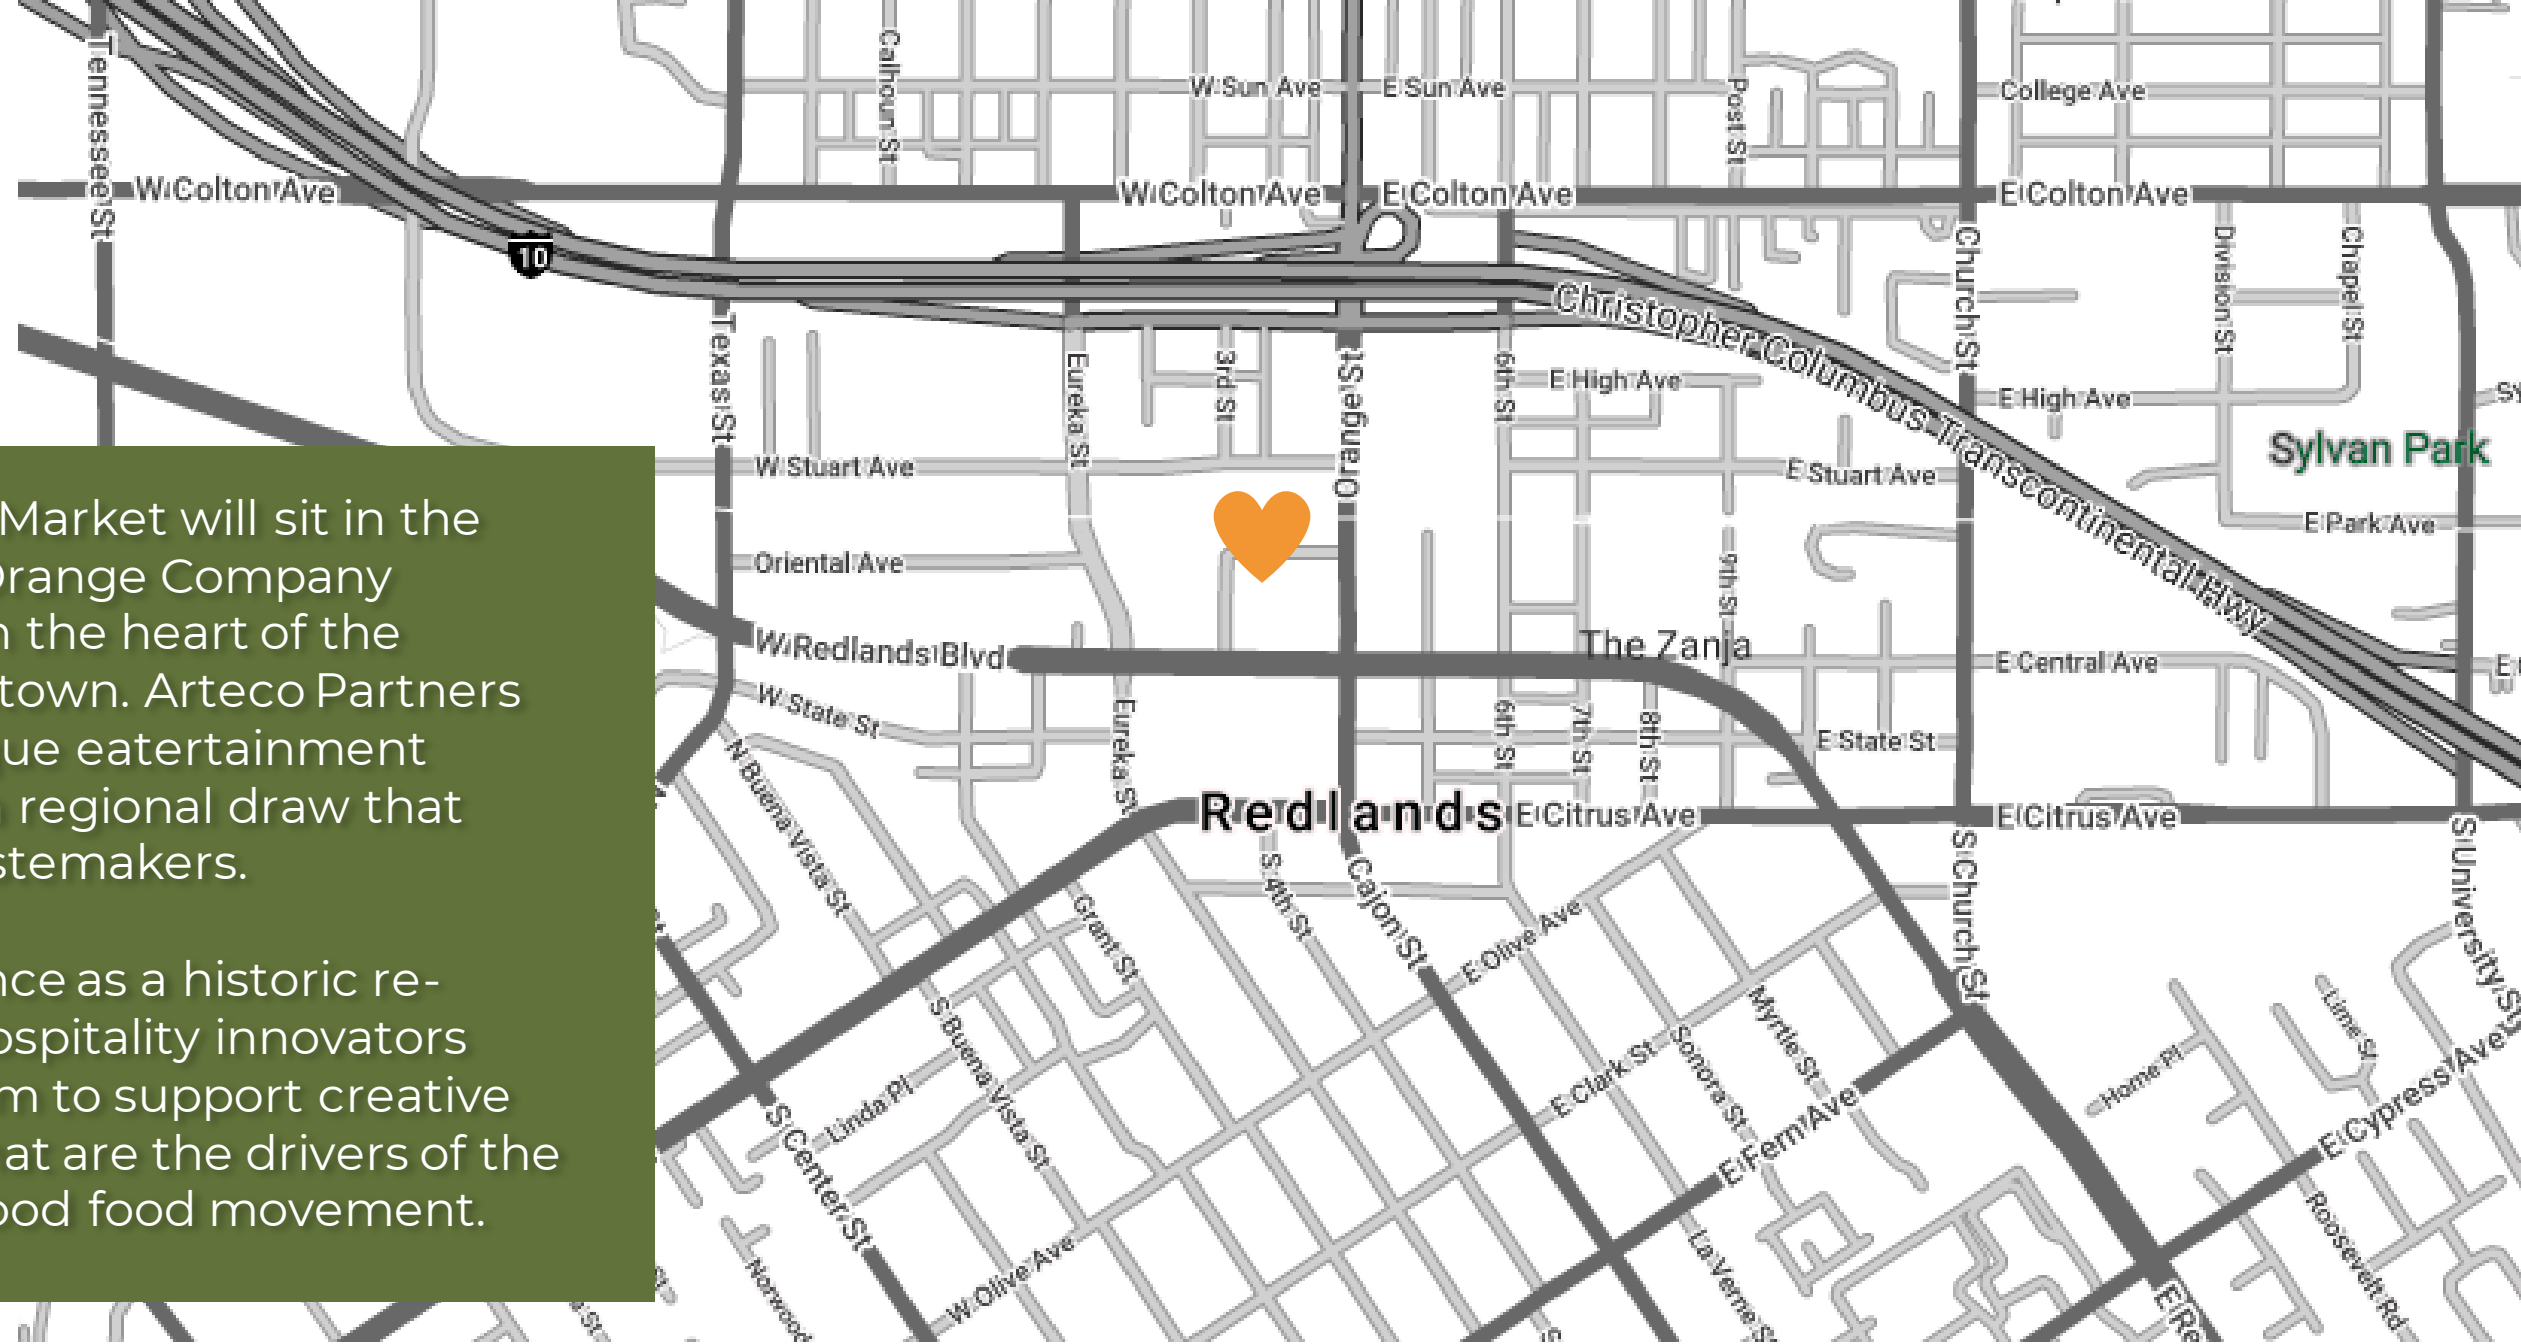 Market will sit in the
Orange Company
the heart of the
town. Arteco Partners
eatertainment
regional draw that
as a historic re-
innovators
to support creative
are the drivers of the
food movement.
Tennessee St
Calhoun St
W Sun Ave
E Sun Ave
Post St
College Ave
W Colton Ave
W Colton Ave
E Colton Ave
E Colton Ave
10
Christopher Columbus Transcontinental Hwy
Church St
Division St
Chapel St
Texas St
Eureka St
3rd St
Orange St
6th St
E High Ave
E High Ave
Sylvan Park
W Stuart Ave
E Stuart Ave
E Park Ave
Oriental Ave
9th St
W Redlands Blvd
The Zanja
E Central Ave
W State St
Eureka St
6th St
7th St
8th St
E State St
N Buena Vista St
Redlands
E Citrus Ave
E Citrus Ave
S 4th St
Cajon St
S Church St
S University St
Grant St
E Olive Ave
S Buena Vista St
Linda Pl
S Center St
E Clark St
Sonora St
Myrtle St
E Fern Ave
Home Pl
Lime St
E Cypress Ave
W Olive Ave
Norwood
La Verne St
Roosevelt Rd